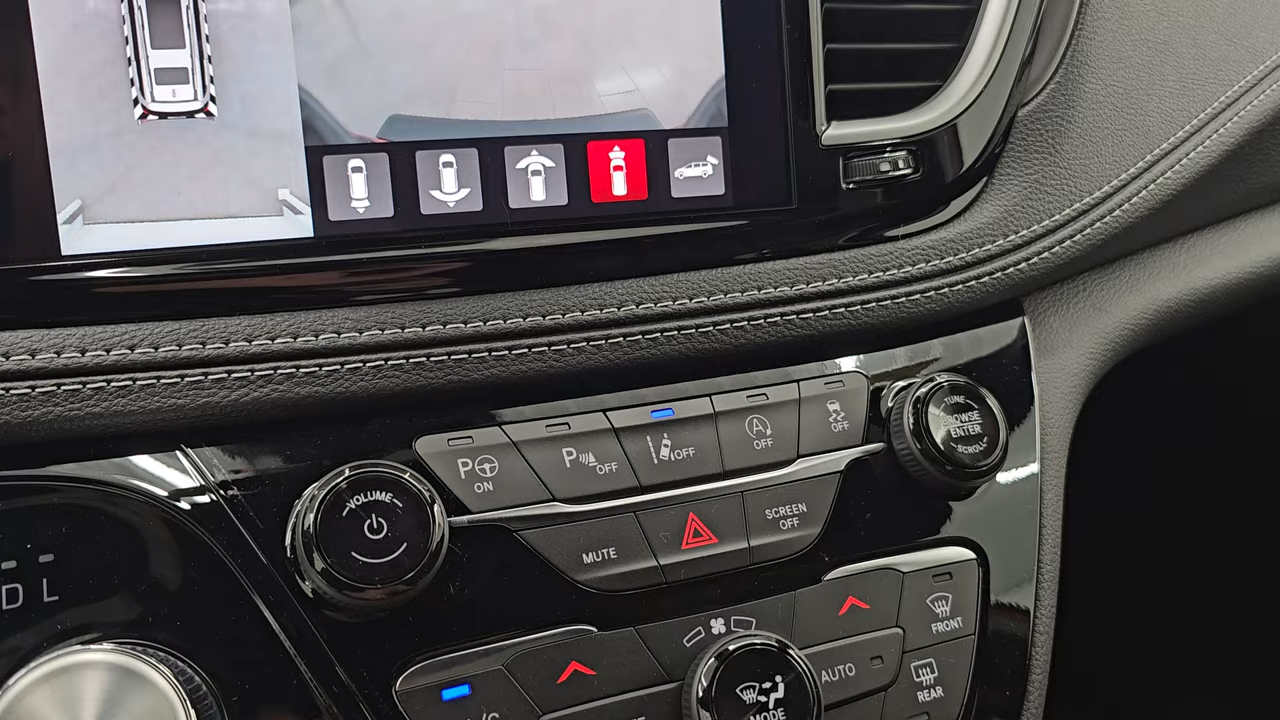 TUNE
BROWSE
ENTER
SCROLL
OFF
A
OFF
OFF
P
OFF
P
ON
VOLUME
SCREEN
OFF
MUTE
D L
FRONT
AUTO
REAR
MODE